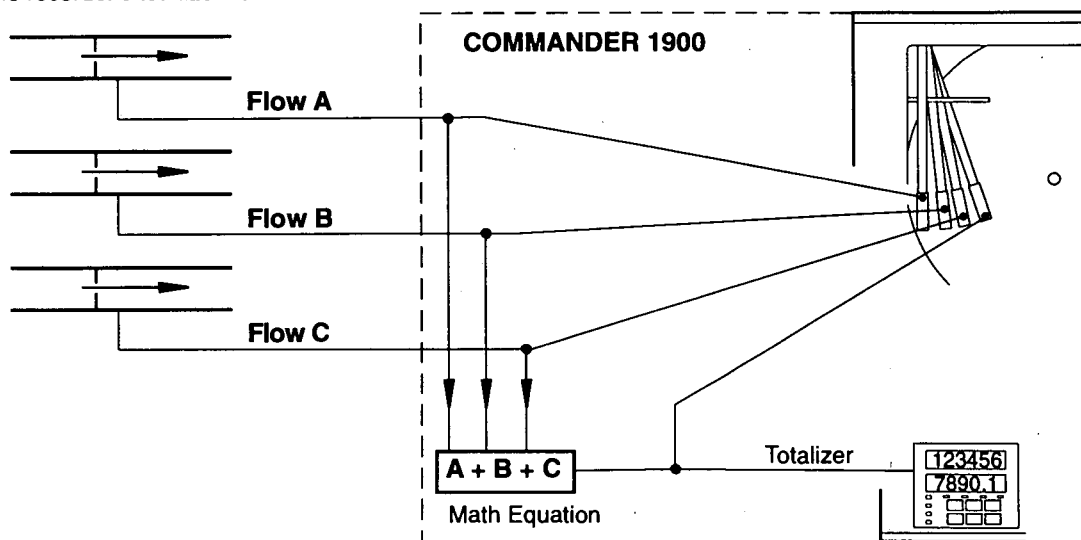 COMMANDER 1900
Flow A
Flow B
Flow C
A + B + C
Math Equation
Totalizer
123456
7890.1